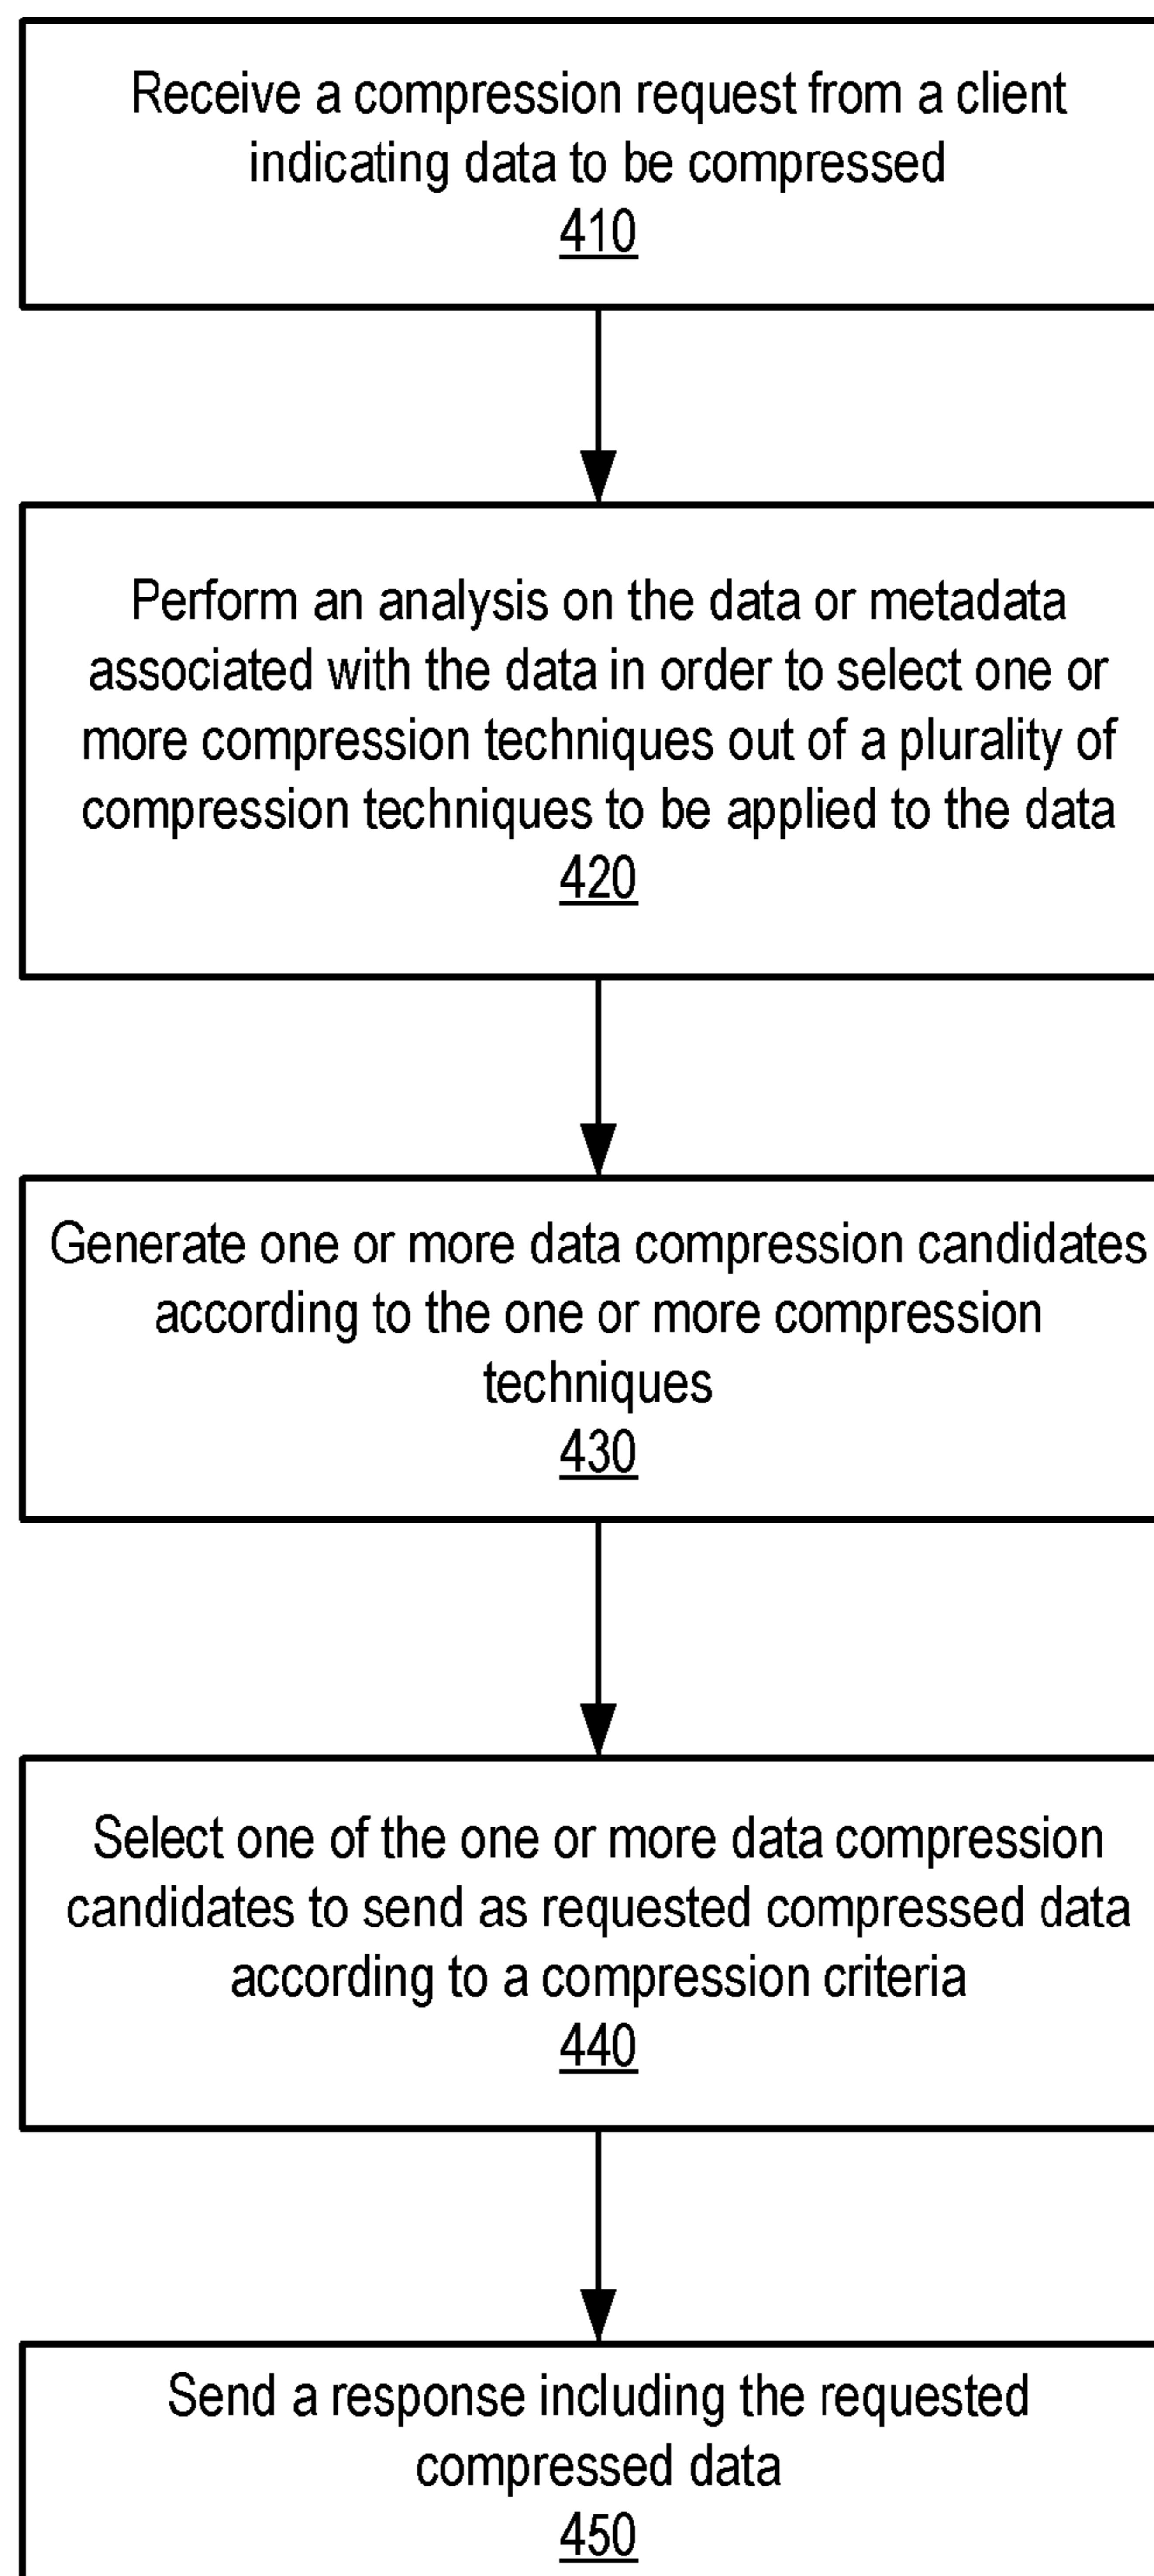 Receive a compression request from a client
indicating data to be compressed
410
Perform an analysis on the data or metadata
associated with the data in order to select one or
more compression techniques out of a plurality of
compression techniques to be applied to the data
420
Generate one or more data compression candidates
according to the one or more compression
techniques
430
Select one of the one or more data compression
candidates to send as requested compressed data
according to a compression criteria
440
Send a response including the requested
compressed data
450